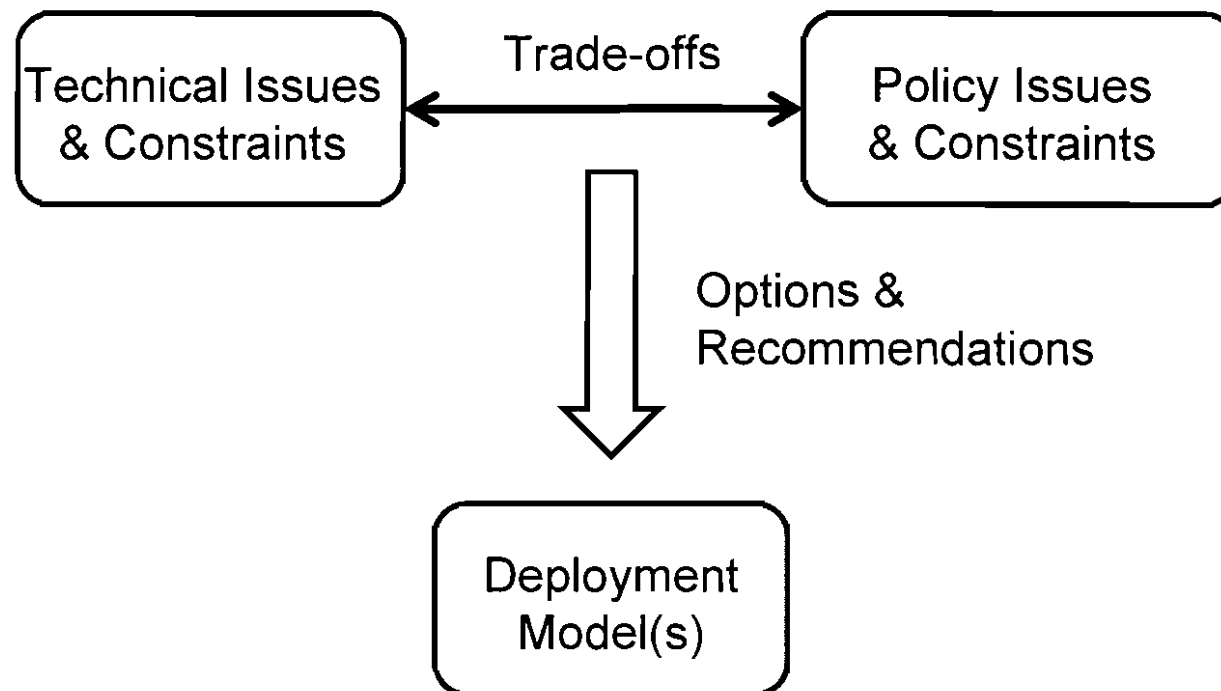 Trade-offs
Technical Issues
& Constraints
Policy Issues
& Constraints
Options &
Recommendations
Deployment
Model(s)